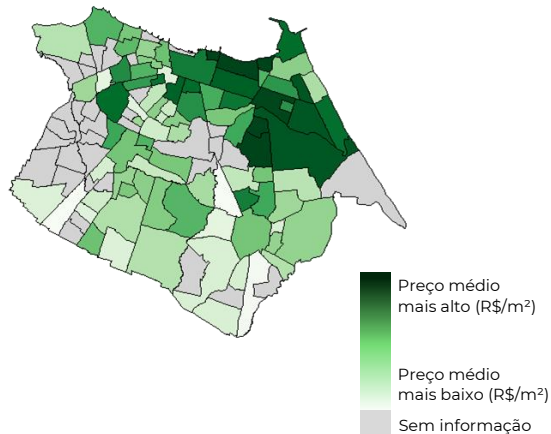 Preço médio
mais alto (R$/m²)
Preço médio
mais baixo (R$/m²)
Sem informação